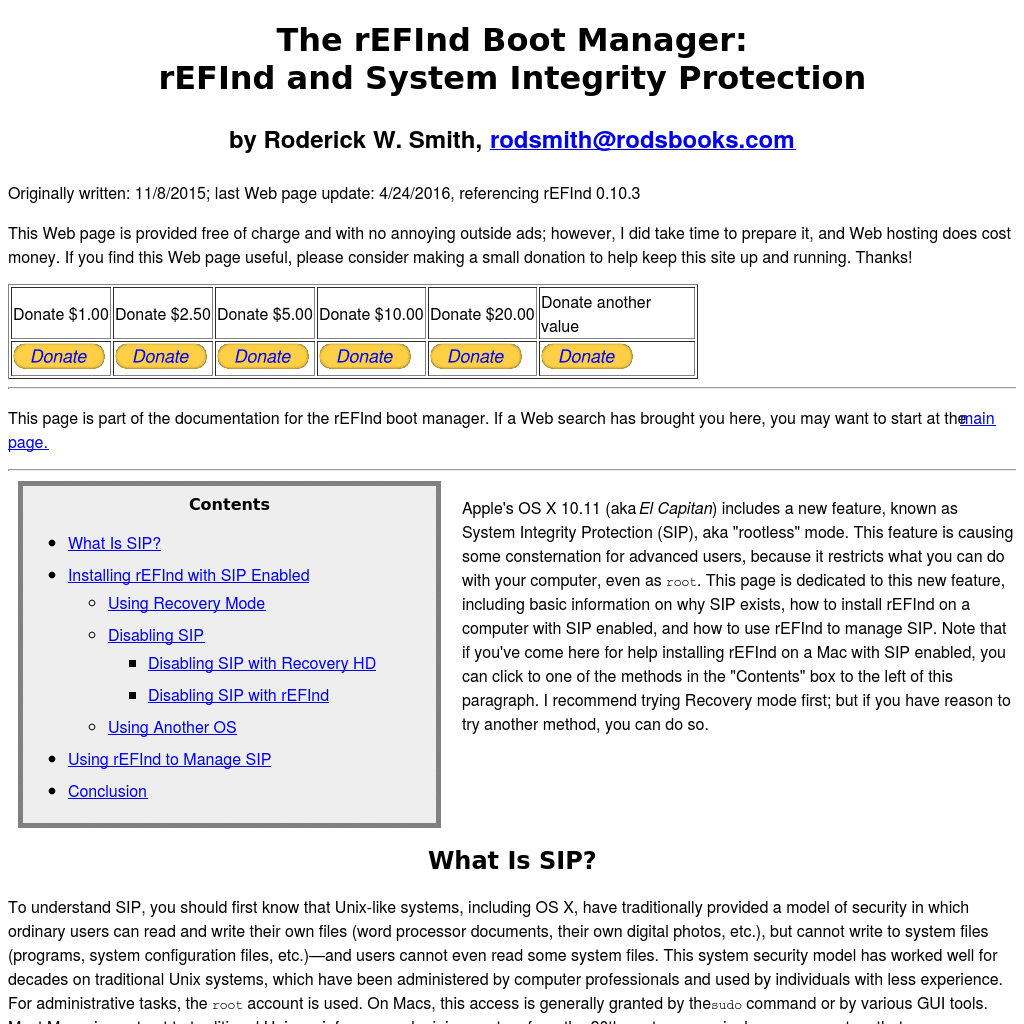 The rEFInd Boot Manager:
rEFInd and System Integrity Protection
by Roderick W. Smith, rodsmith@rodsbooks.com
Originally written: 11/8/2015; last Web page update: 4/24/2016, referencing rEFInd 0.10.3
This Web page is provided free of charge and with no annoying outside ads; however, I did take time to prepare it, and Web hosting does cost
money. If you find this Web page useful, please consider making a small donation to help keep this site up and running. Thanks!
Donate $1.00 Donate $2.50 Donate $5.00 Donate $10.00 Donate $20.00 Donate another
value
Donate Donate Donate Donate Donate Donate
This page is part of the documentation for the rEFInd boot manager. If a Web search has brought you here, you may want to start at the main
page.
Contents
What Is SIP?
Installing rEFInd with SIP Enabled
Using Recovery Mode
Disabling SIP
Disabling SIP with Recovery HD
Disabling SIP with rEFInd
Using Another OS
Using rEFInd to Manage SIP
Conclusion
Apple's OS X 10.11 (aka El Capitan) includes a new feature, known as
System Integrity Protection (SIP), aka "rootless" mode. This feature is causing
some consternation for advanced users, because it restricts what you can do
with your computer, even as root. This page is dedicated to this new feature,
including basic information on why SIP exists, how to install rEFInd on a
computer with SIP enabled, and how to use rEFInd to manage SIP. Note that
if you've come here for help installing rEFInd on a Mac with SIP enabled, you
can click to one of the methods in the "Contents" box to the left of this
paragraph. I recommend trying Recovery mode first; but if you have reason to
try another method, you can do so.
What Is SIP?
To understand SIP, you should first know that Unix-like systems, including OS X, have traditionally provided a model of security in which
ordinary users can read and write their own files (word processor documents, their own digital photos, etc.), but cannot write to system files
(programs, system configuration files, etc.)—and users cannot even read some system files. This system security model has worked well for
decades on traditional Unix systems, which have been administered by computer professionals and used by individuals with less experience.
For administrative tasks, the root account is used. On Macs, this access is generally granted by the sudo command or by various GUI tools.